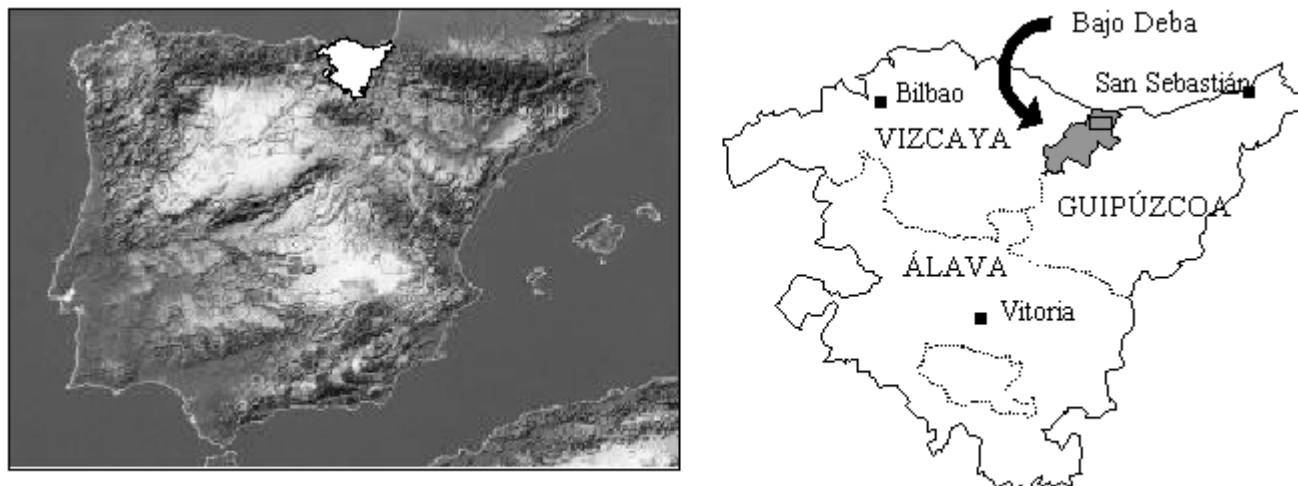 Bajo Deba
San Sebastián
Bilbao
VIZCAYA
GUIPÚZCOA
ÁLAVA
Vitoria